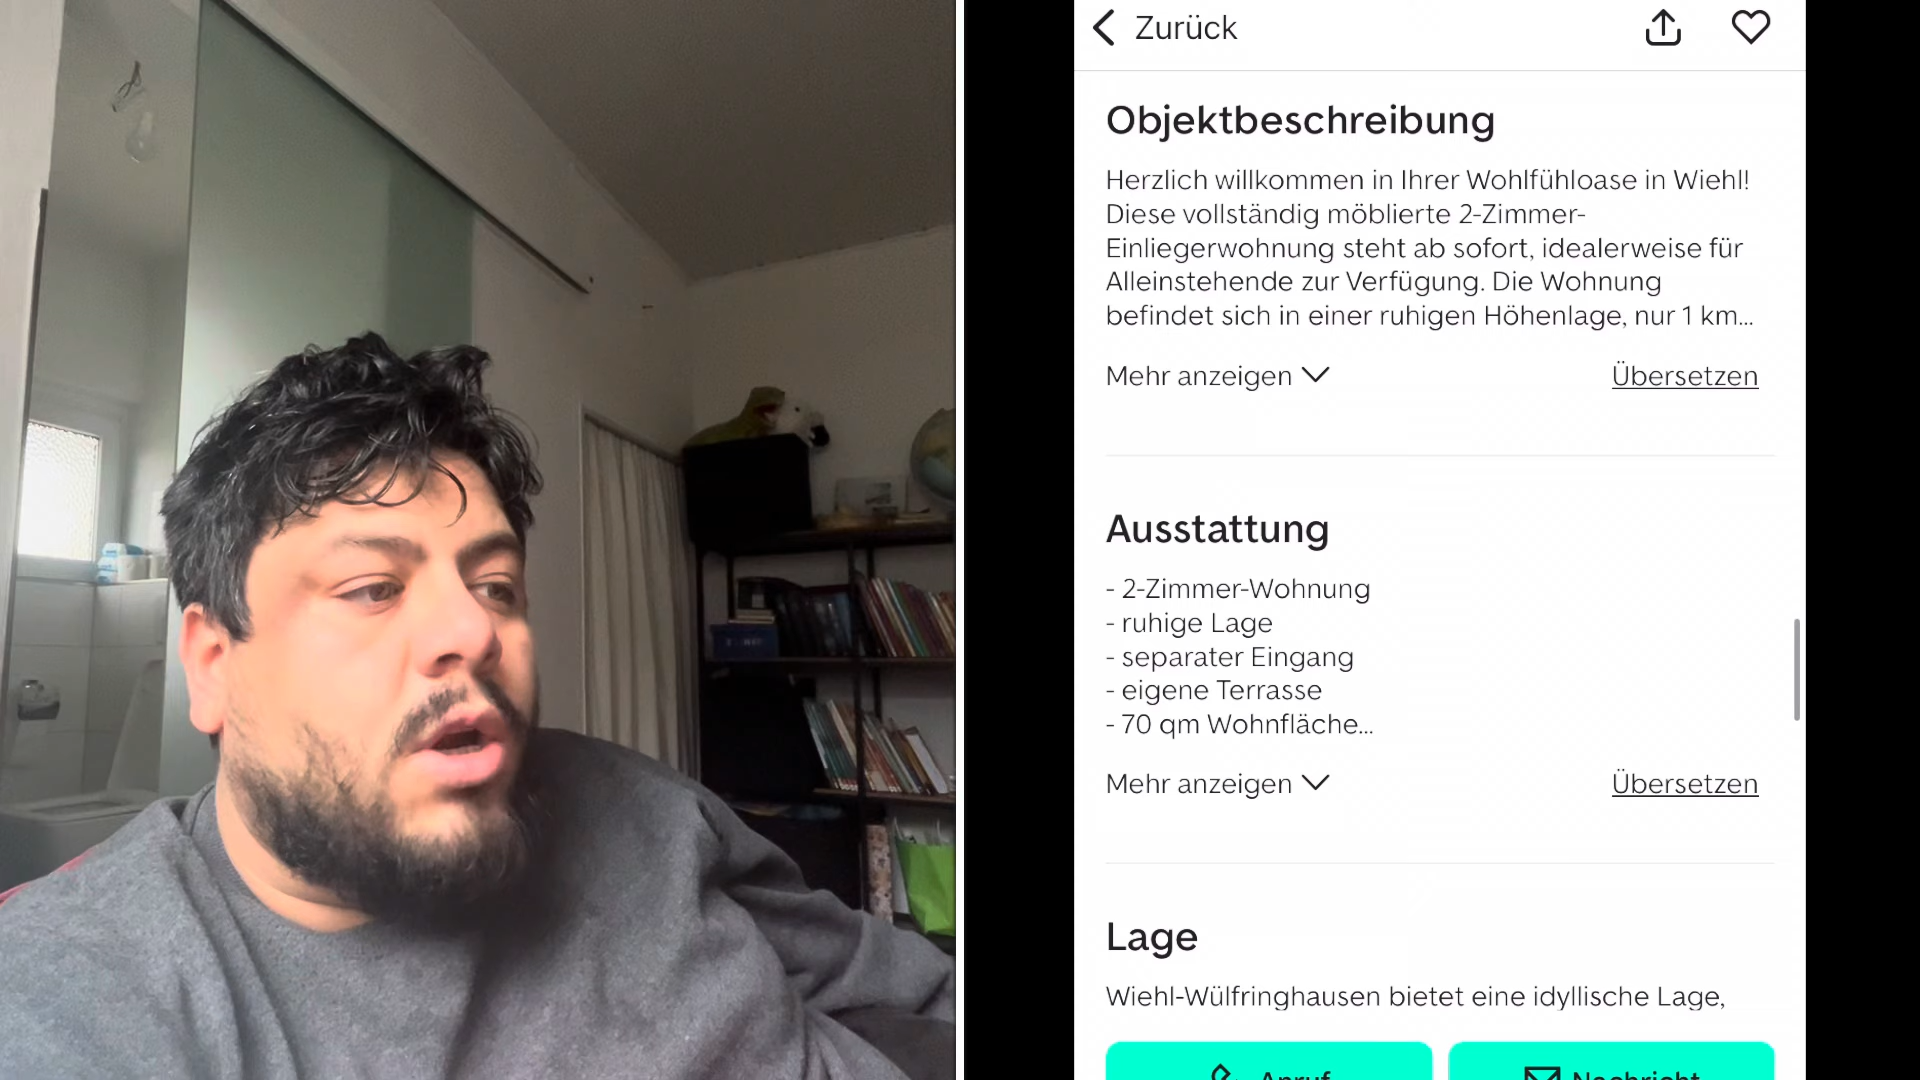 Zurück
Objektbeschreibung
Herzlich willkommen in Ihrer Wohlfühloase in Wiehl!
Diese vollständig möblierte 2-Zimmer-
Einliegerwohnung steht ab sofort, idealerweise für
Alleinstehende zur Verfügung. Die Wohnung
befindet sich in einer ruhigen Höhenlage, nur 1 km...
Mehr anzeigen
Übersetzen
Ausstattung
- 2-Zimmer-Wohnung
- ruhige Lage
- separater Eingang
- eigene Terrasse
- 70 qm Wohnfläche...
Mehr anzeigen
Übersetzen
Lage
Wiehl-Wülfringhausen bietet eine idyllische Lage,
Anruf
Nachricht